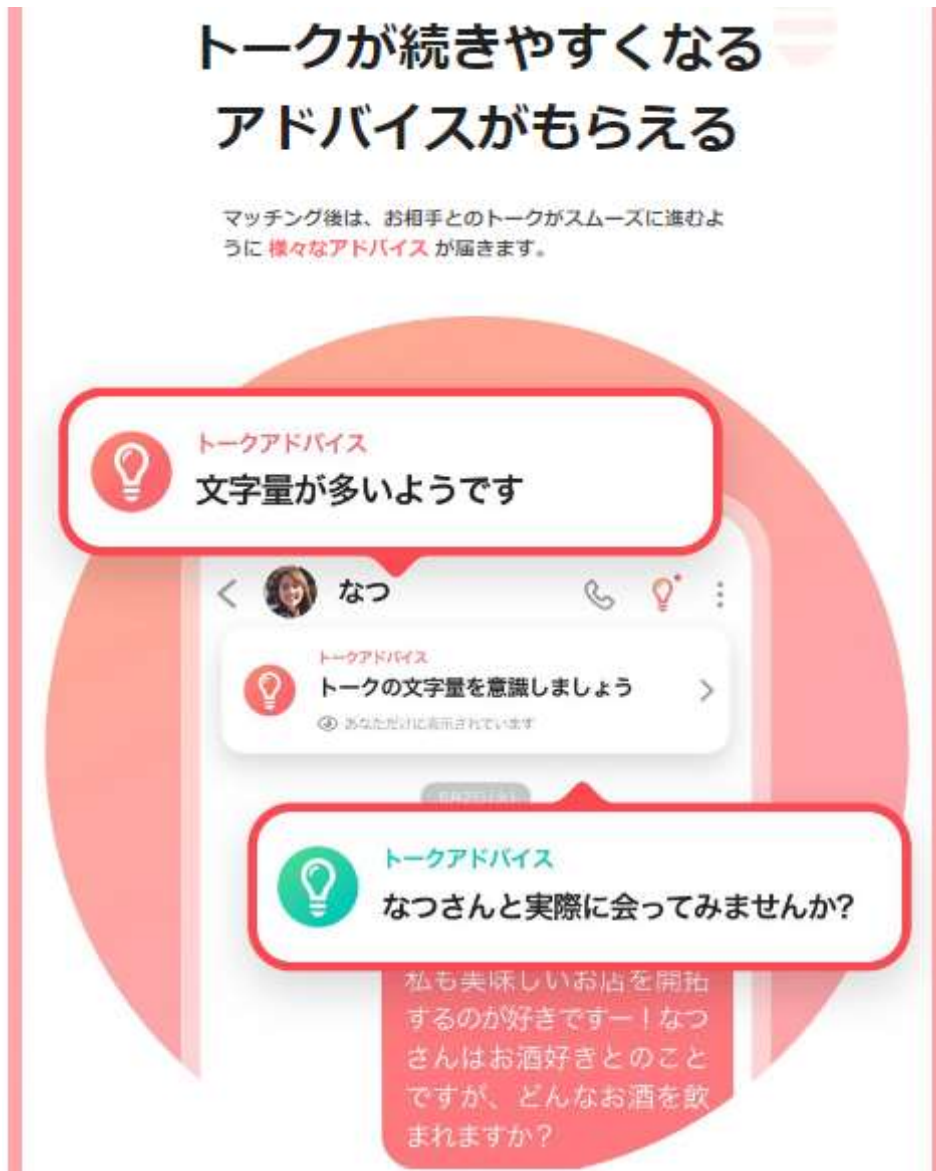 トークが続きやすくなる
アドバイスがもらえる
マッチング後は、お相手とのトークがスムーズに進むよ
うに 様々なアドバイス が届きます。
トークアドバイス
文字量が多いようです
なつ
トークアドバイス
トークの文字量を意識しましょう
あなただけに表示されています
トークアドバイス
なつさんと実際に会ってみませんか?
私も美味しいお店を開拓
するのが好きですー！なつ
さんはお酒好きとのこと
ですが、どんなお酒を飲
まれますか？